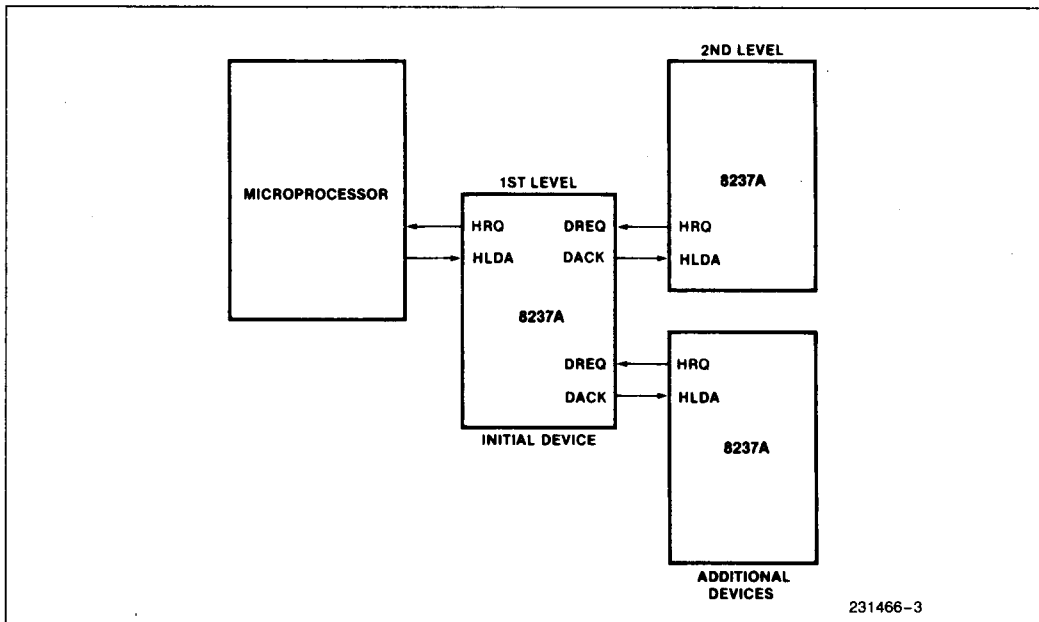 2ND LEVEL
MICROPROCESSOR
8237A
1ST LEVEL
HRQ
DREQ
HRQ
HLDA
DACK
HLDA
8237A
DREQ
HRQ
DACK
HLDA
8237A
INITIAL DEVICE
ADDITIONAL
DEVICES
231466-3